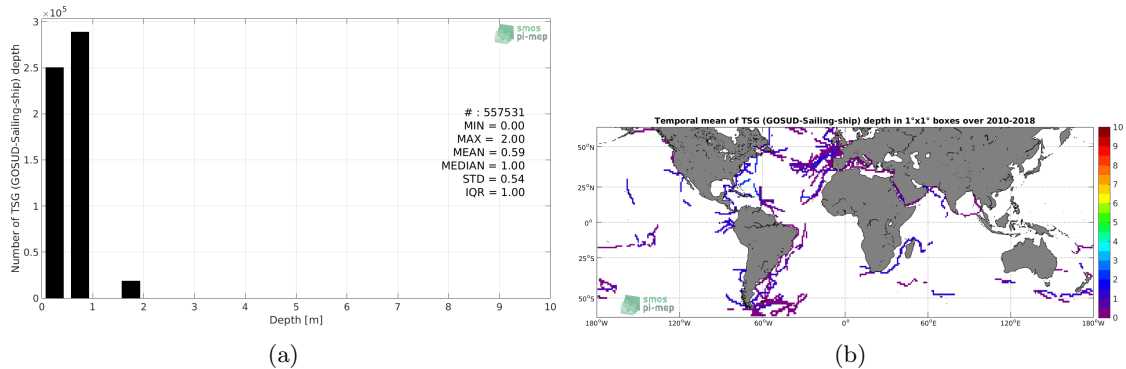 ×10⁵
3
2.5
2
1.5
1
0.5
0
0 1 2 3 4 5 6 7 8 9 10
Number of TSG (GOSUD-Sailing-ship) depth
Depth [m]
smos
pi-mep
# : 557531
MIN = 0.00
MAX = 2.00
MEAN = 0.59
MEDIAN = 1.00
STD = 0.54
IQR = 1.00
(a)
Temporal mean of TSG (GOSUD-Sailing-ship) depth in 1°x1° boxes over 2010-2018
50°N
25°N
0°
25°S
50°S
180°W 120°W 60°W 0° 60°E 120°E 180°W
smos
pi-mep
10
9
8
7
6
5
4
3
2
1
0
(b)